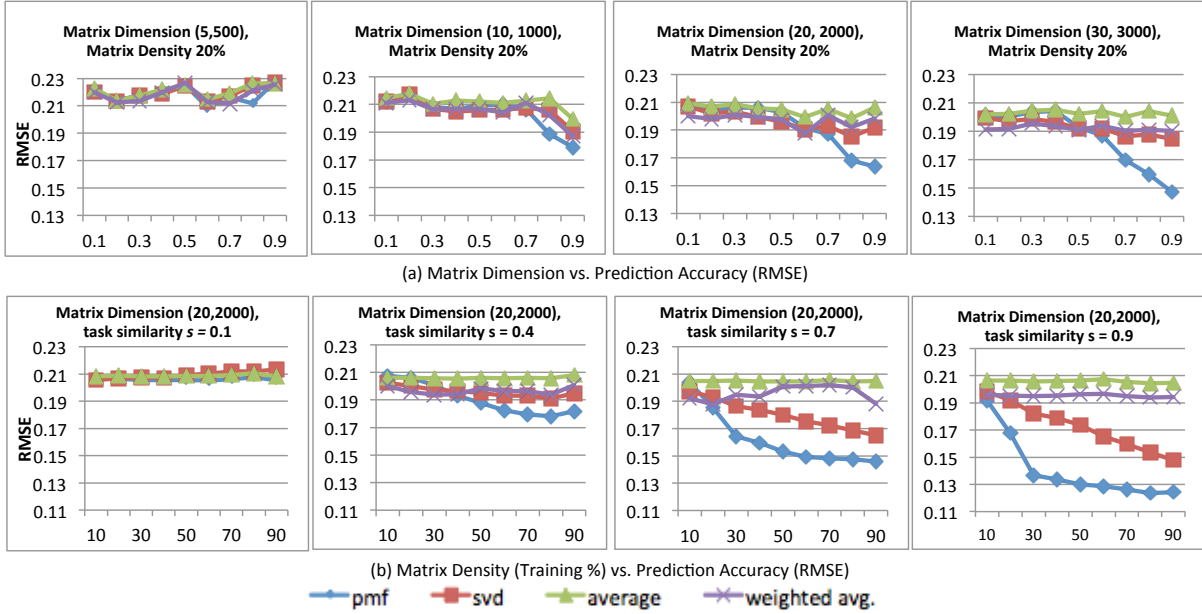 Matrix Dimension (5,500),
Matrix Density 20%
Matrix Dimension (10, 1000),
Matrix Density 20%
Matrix Dimension (20, 2000),
Matrix Density 20%
Matrix Dimension (30, 3000),
Matrix Density 20%
RMSE
0.23
0.21
0.19
0.17
0.15
0.13
0.1 0.3 0.5 0.7 0.9
0.23
0.21
0.19
0.17
0.15
0.13
0.1 0.3 0.5 0.7 0.9
0.23
0.21
0.19
0.17
0.15
0.13
0.1 0.3 0.5 0.7 0.9
0.23
0.21
0.19
0.17
0.15
0.13
0.1 0.3 0.5 0.7 0.9
(a) Matrix Dimension vs. Prediction Accuracy (RMSE)
Matrix Dimension (20,2000),
task similarity s = 0.1
Matrix Dimension (20,2000),
task similarity s = 0.4
Matrix Dimension (20,2000),
task similarity s = 0.7
Matrix Dimension (20,2000),
task similarity s = 0.9
RMSE
0.23
0.21
0.19
0.17
0.15
0.13
0.11
10 30 50 70 90
0.23
0.21
0.19
0.17
0.15
0.13
0.11
10 30 50 70 90
0.23
0.21
0.19
0.17
0.15
0.13
0.11
10 30 50 70 90
0.23
0.21
0.19
0.17
0.15
0.13
0.11
10 30 50 70 90
(b) Matrix Density (Training %) vs. Prediction Accuracy (RMSE)
pmf svd average weighted avg.